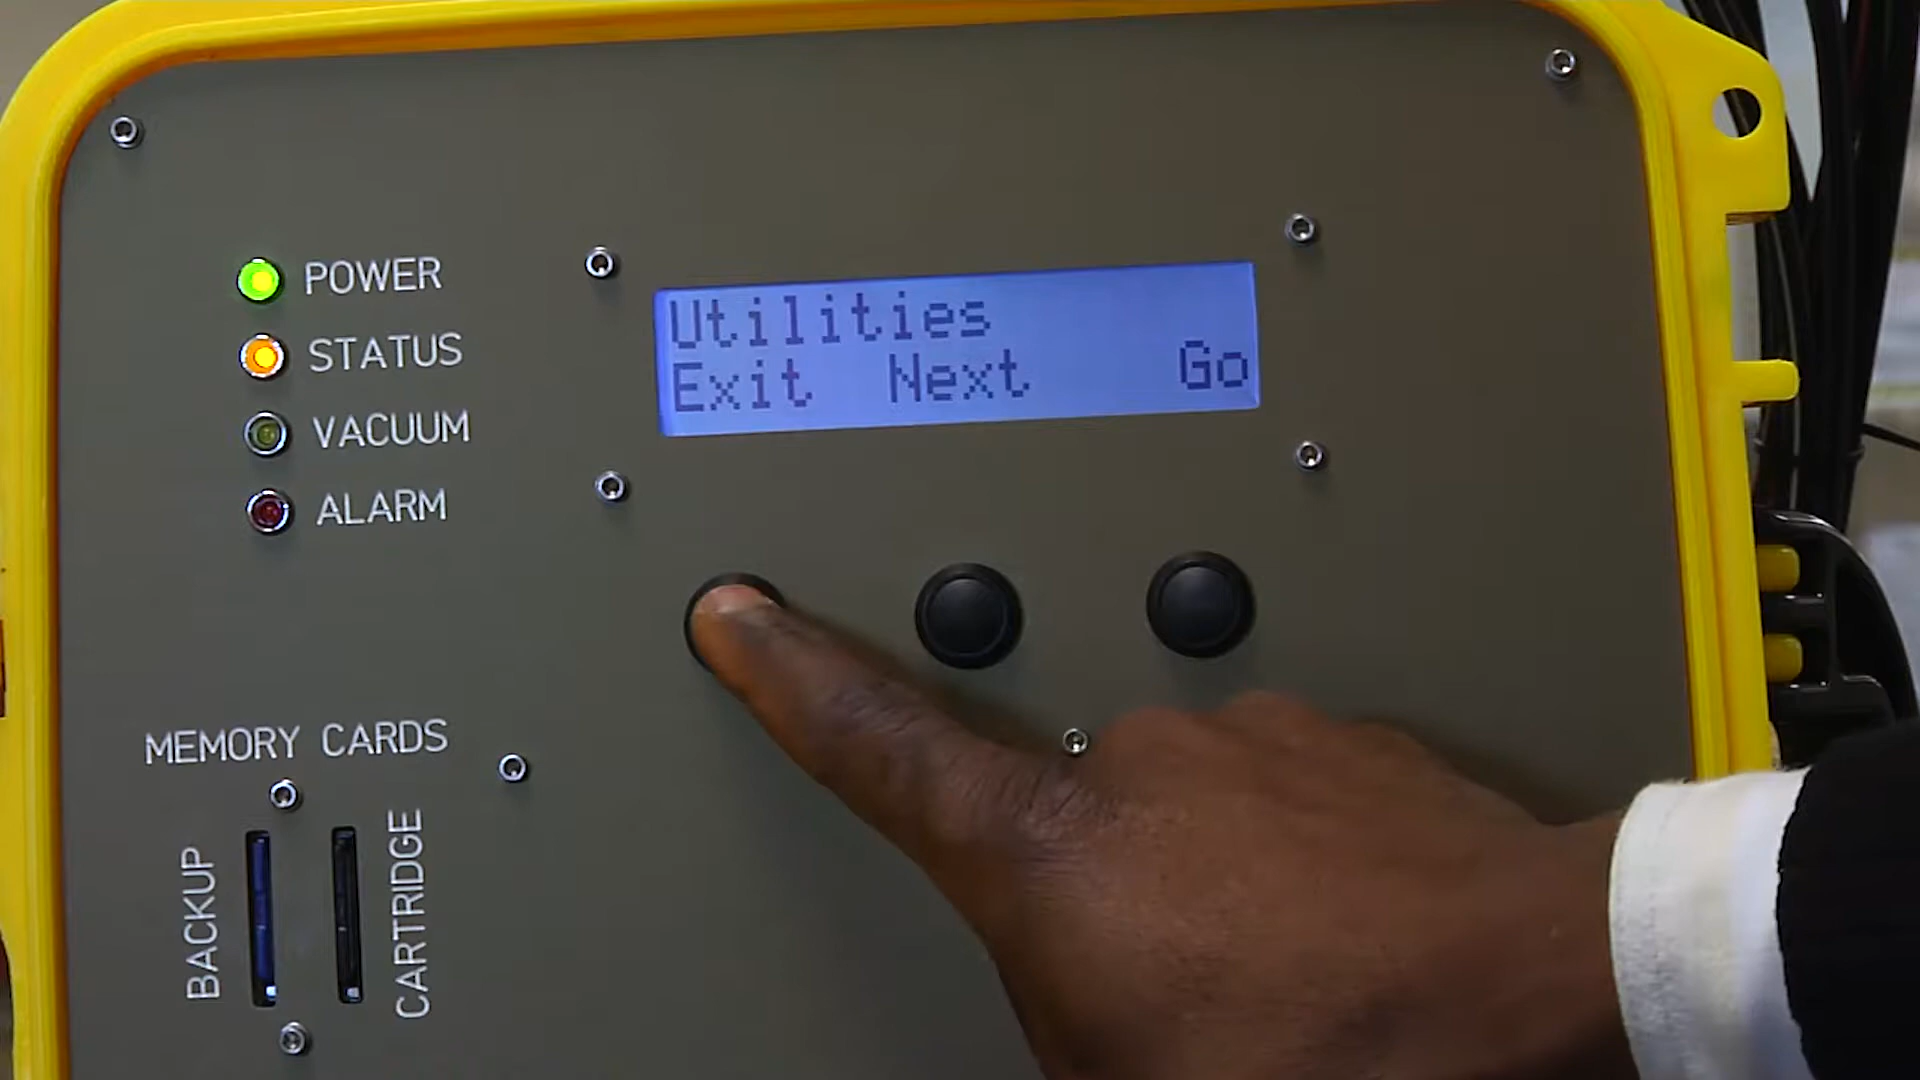 POWER
STATUS
VACUUM
ALARM
Utilities
Exit Next Go
MEMORY CARDS
BACKUP
CARTRIDGE